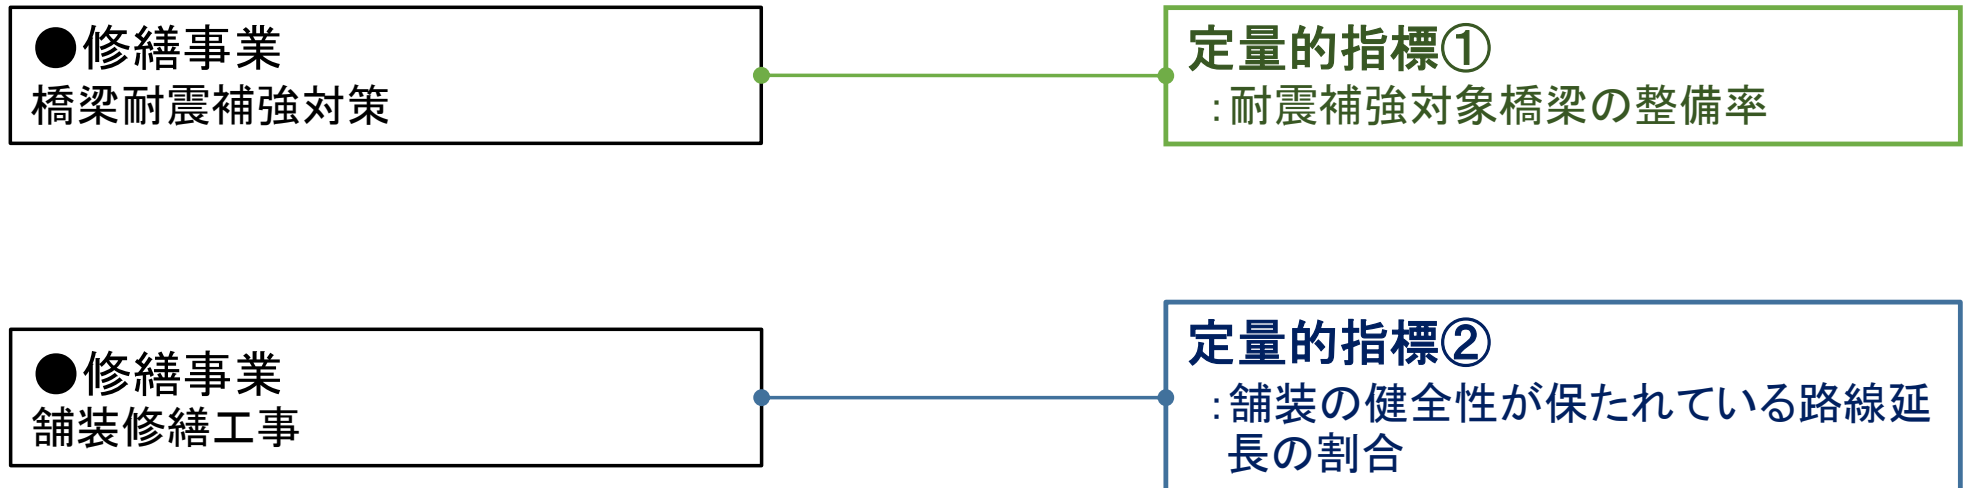 ●修繕事業
橋梁耐震補強対策
定量的指標①
：耐震補強対象橋梁の整備率
●修繕事業
舗装修繕工事
定量的指標②
：舗装の健全性が保たれている路線延
長の割合